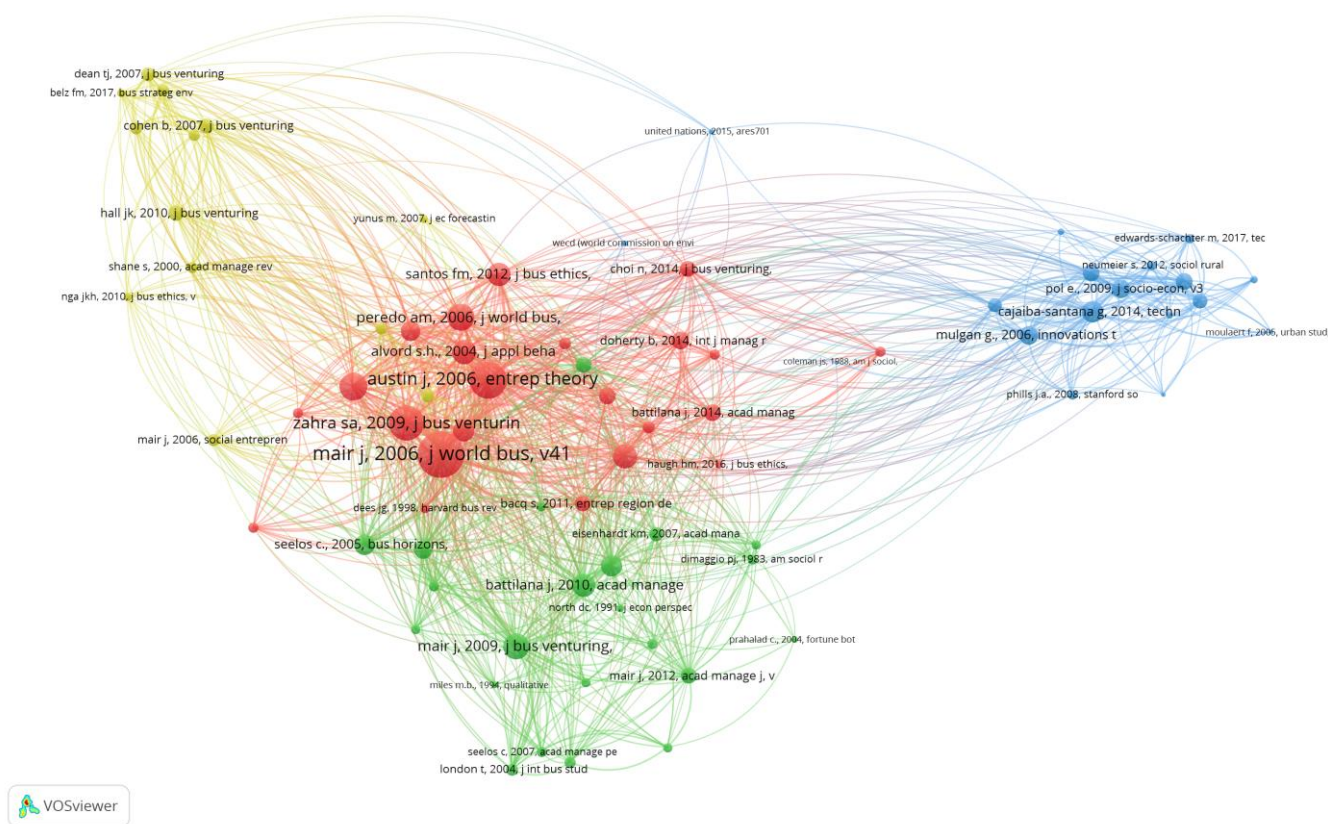 dean tj, 2007, j bus venturing
belz fm, 2017, bus strateg env
cohen b, 2007, j bus venturing
united nations, 2015, ares701
hall jk, 2010, j bus venturing
yunus m, 2007, j ec forecastin
wecd (world commission on envi
edwards-schachter m, 2017, tec
shane s, 2000, acad manage rev
santos fm, 2012, j bus ethics,
choi n, 2014, j bus venturing,
neumeier s, 2012, sociol rural
nga jkh, 2010, j bus ethics, v
pol e., 2009, j socio-econ, v3
peredo am, 2006, j world bus,
cajaiba-santana g, 2014, techn
mulgan g., 2006, innovations t
moulaert f, 2006, urban stud
alvord s.h., 2004, j appl beha
doherty b, 2014, int j manag r
coleman js, 1988, am j sociol,
austin j, 2006, entrep theory
phills j.a., 2008, stanford so
zahra sa, 2009, j bus venturin
battilana j, 2014, acad manag
mair j, 2006, social entrepren
mair j, 2006, j world bus, v41
haugh hm, 2016, j bus ethics,
dees jg, 1998, harvard bus rev
bacq s, 2011, entrep region de
seelos c., 2005, bus horizons,
eisenhardt km, 2007, acad mana
dimaggio pj, 1983, am sociol r
battilana j, 2010, acad manage
north dc, 1991, j econ perspec
mair j, 2009, j bus venturing,
prahalad c., 2004, fortune bot
mair j, 2012, acad manage j, v
miles m.b., 1994, qualitative
seelos c, 2007, acad manage pe
london t, 2004, j int bus stud
VOSviewer